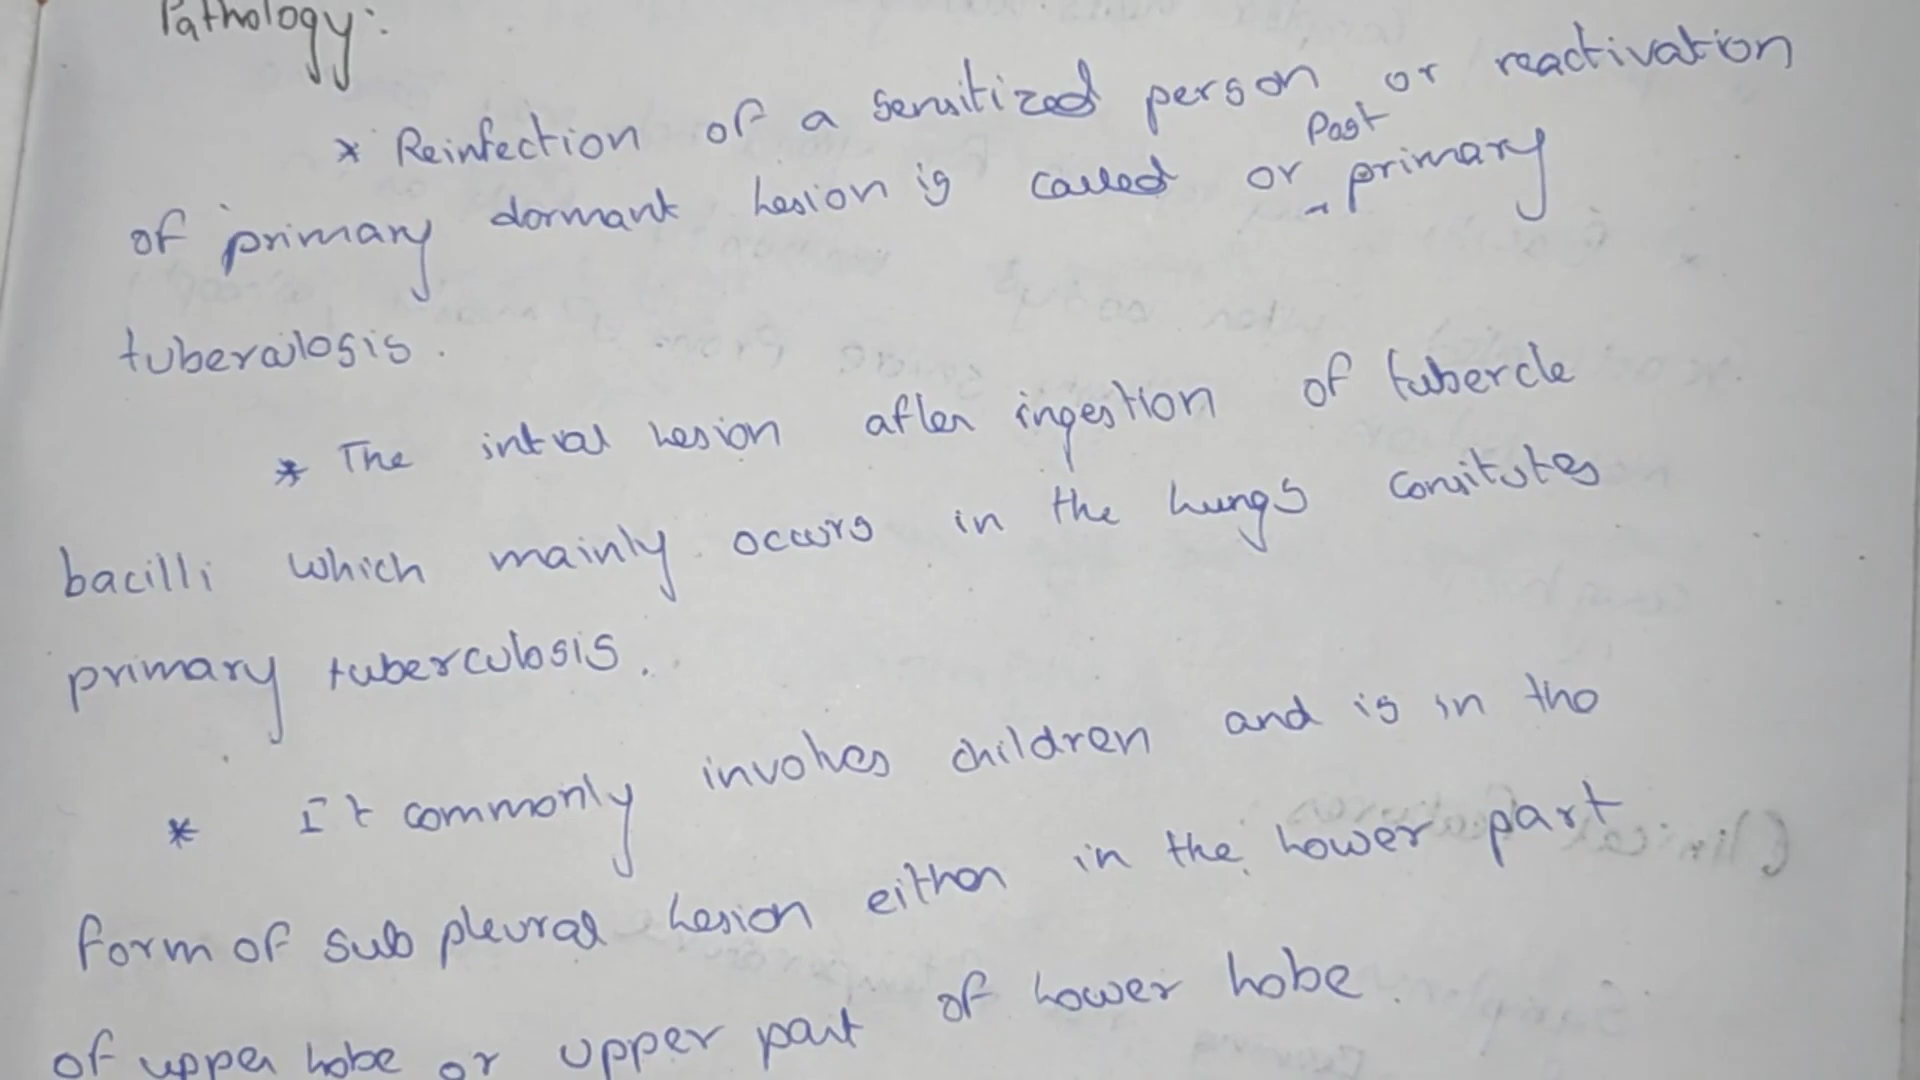 Pathology:
* Reinfection of a sensitized person or reactivation
of primary dormant Lesion is called or Post primary
tuberculosis.
* The intial Lesion after ingestion of tubercle
bacilli which mainly occurs in the Lungs consitutes
primary tuberculosis.
* It commonly involves children and is in the
form of sub pleural Lesion either in the Lower part
of upper Lobe or upper part of Lower Lobe.